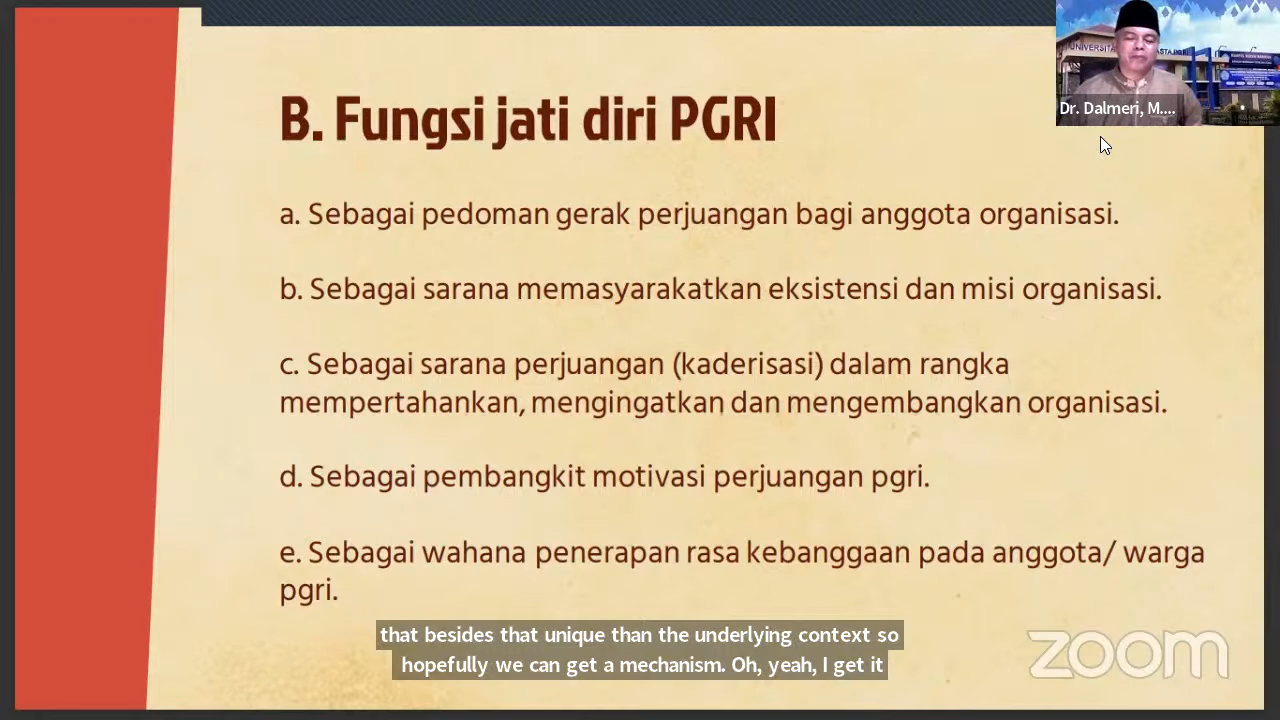 UNIVERSITA
Dr. Dalmeri, M....
B. Fungsi jati diri PGRI
a. Sebagai pedoman gerak perjuangan bagi anggota organisasi.
b. Sebagai sarana memasyarakatkan eksistensi dan misi organisasi.
c. Sebagai sarana perjuangan (kaderisasi) dalam rangka
mempertahankan, mengingatkan dan mengembangkan organisasi.
d. Sebagai pembangkit motivasi perjuangan pgri.
e. Sebagai wahana penerapan rasa kebanggaan pada anggota/ warga
pgri.
that besides that unique than the underlying context so
hopefully we can get a mechanism. Oh, yeah, I get it
zoom